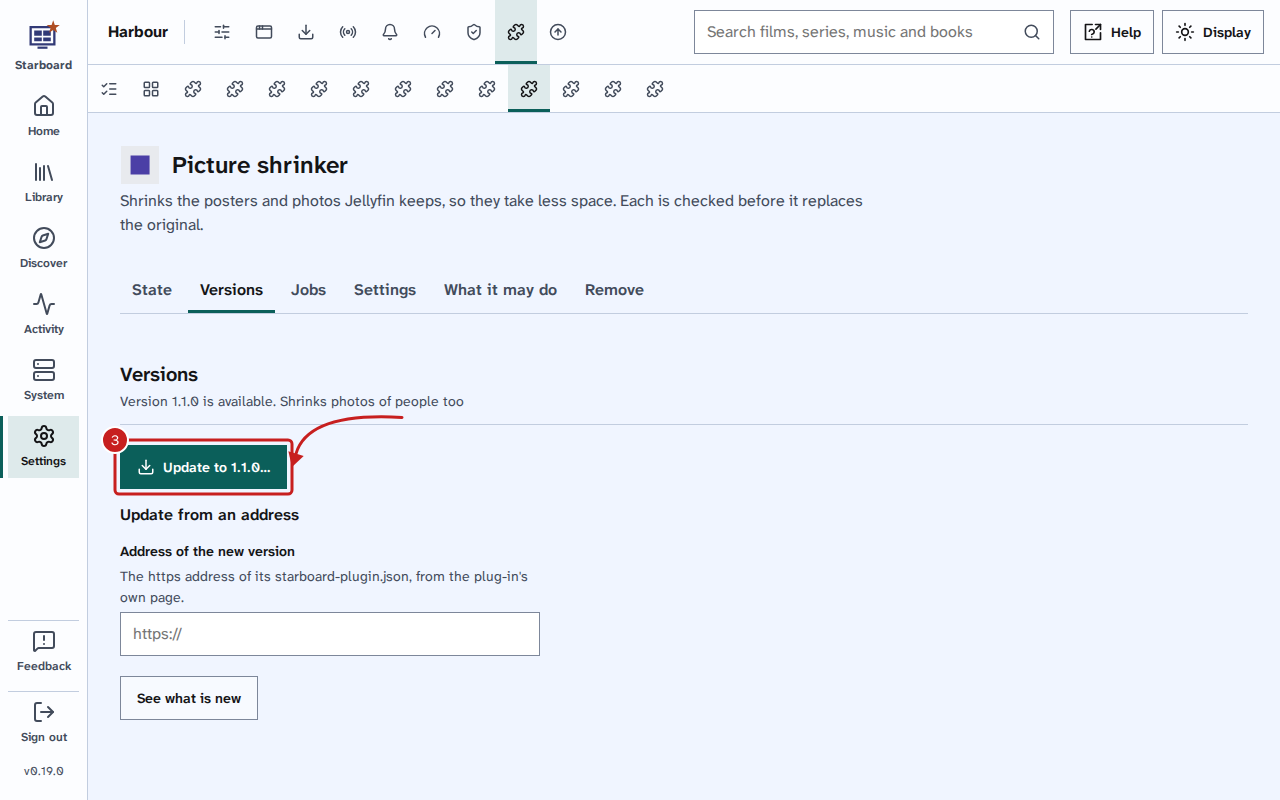 Starboard
Home
Library
Discover
Activity
System
Settings
Feedback
Sign out
v0.19.0
Harbour
Search films, series, music and books
Help
Display
Picture shrinker
Shrinks the posters and photos Jellyfin keeps, so they take less space. Each is checked before it replaces
the original.
State
Versions
Jobs
Settings
What it may do
Remove
Versions
Version 1.1.0 is available. Shrinks photos of people too
3
Update to 1.1.0...
Update from an address
Address of the new version
The https address of its starboard-plugin.json, from the plug-in's
own page.
https://
See what is new